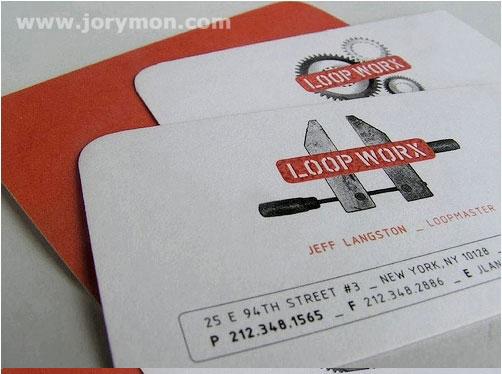 www.jorymon.com
LOOP WORX
LOOP WORX
JEFF LANGSTON _ LOOPMASTER
25 E 94TH STREET #3 _ NEW YORK, NY 10128
P 212.348.1565 _ F 212.348.2886 _ E JLAN